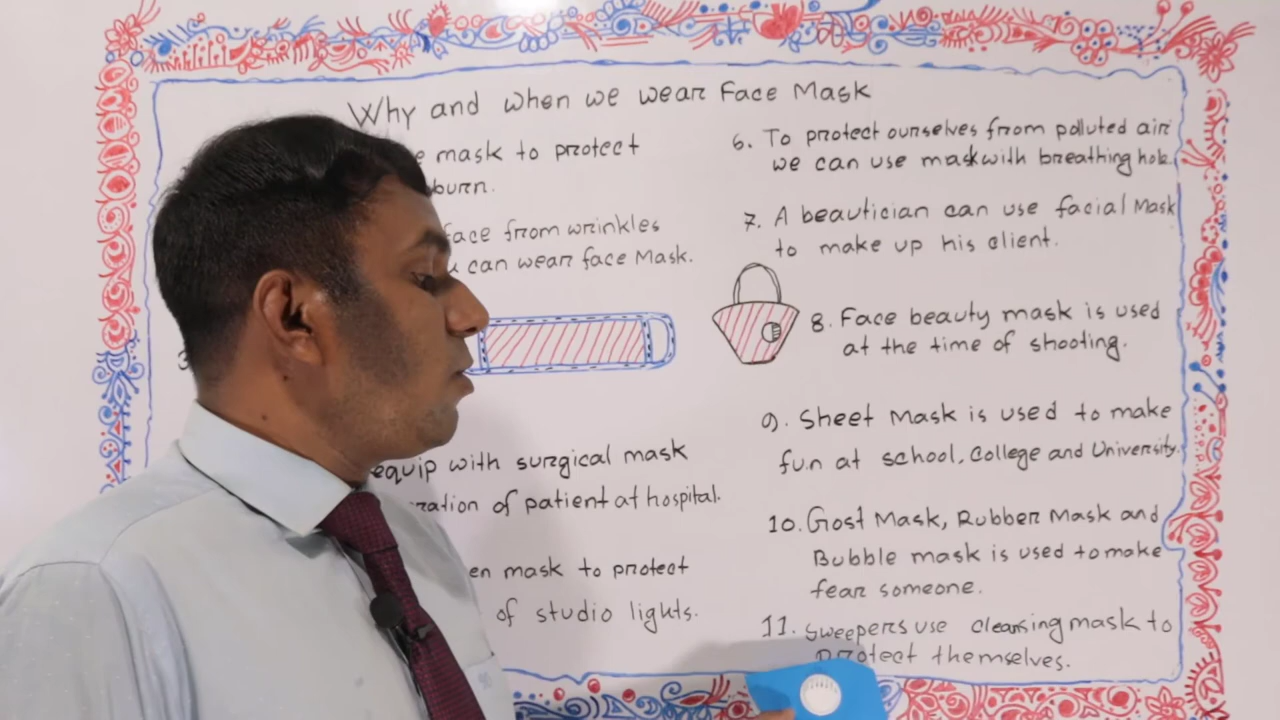 Why and when we wear Face Mask
mask to protect
burn.
face from wrinkles
can wear face Mask.
equip with surgical mask
of patient at hospital.
mask to protect
of studio lights.
6. To protect ourselves from polluted air
we can use mask with breathing hole.
7. A beautician can use facial Mask
to make up his client.
8. Face beauty mask is used
at the time of shooting.
9. Sheet Mask is used to make
fun at school, College and University.
10. Gost Mask, Rubber Mask and
Bubble mask is used to make
fear someone.
11. Sweepers use cleansing mask to
protect themselves.